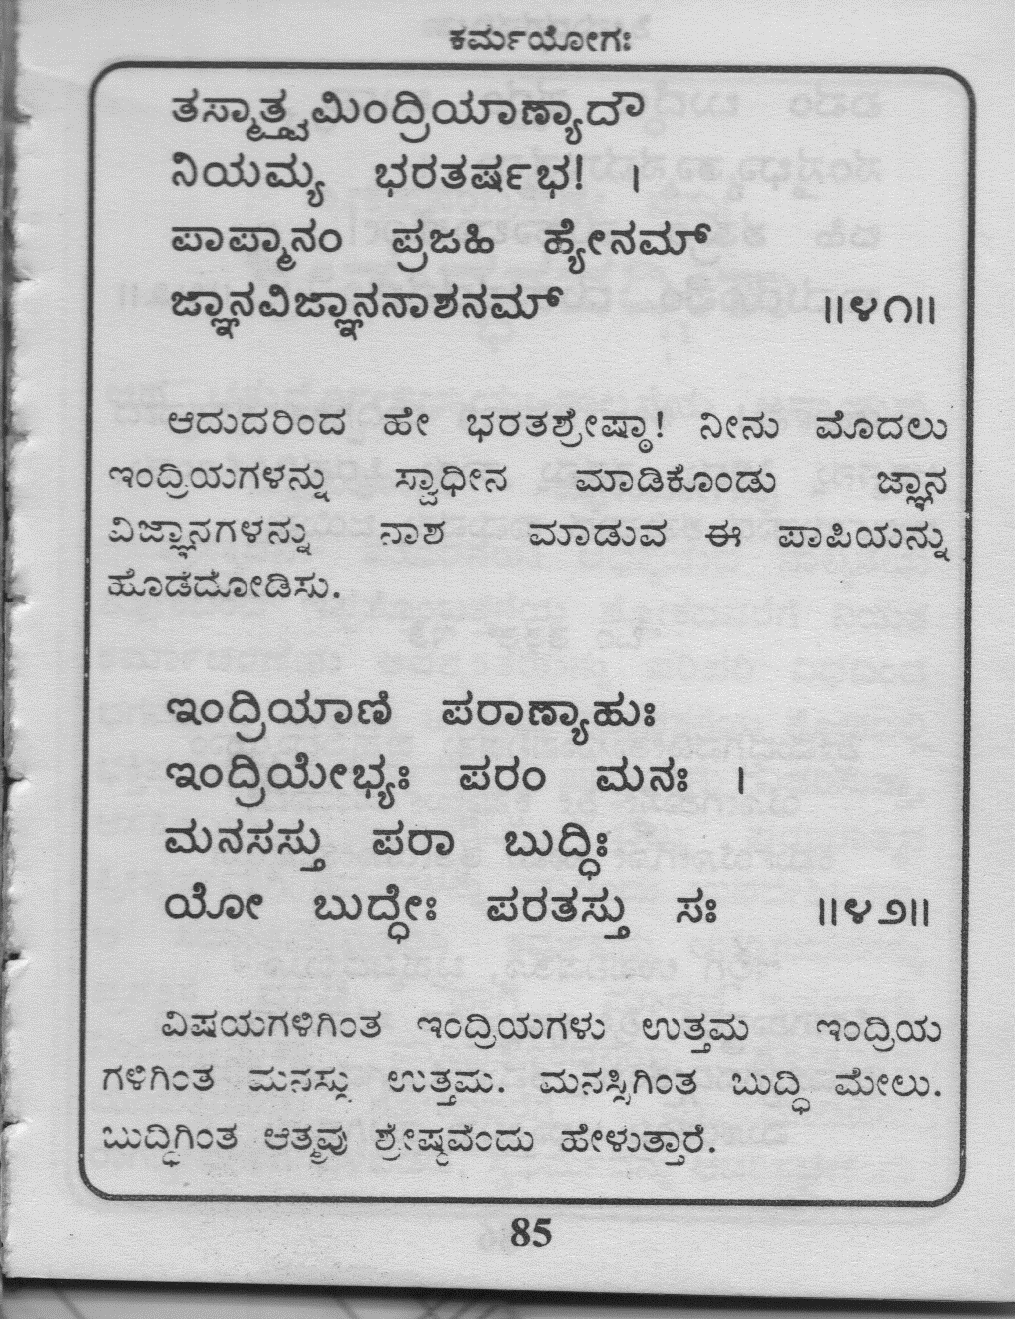 ಕರ್ಮಯೋಗಃ
ತಸ್ಮಾತ್ತ್ವಮಿಂದ್ರಿಯಾಣ್ಯಾದೌ
ನಿಯಮ್ಯ ಭರತರ್ಷಭ! ।
ಪಾಪ್ಮಾನಂ ಪ್ರಜಹಿ ಹ್ಯೇನಮ್
ಜ್ಞಾನವಿಜ್ಞಾನನಾಶನಮ್ ॥೪೧॥
ಆದುದರಿಂದ ಹೇ ಭರತಶ್ರೇಷ್ಠಾ! ನೀನು ಮೊದಲು
ಇಂದ್ರಿಯಗಳನ್ನು ಸ್ವಾಧೀನ ಮಾಡಿಕೊಂಡು ಜ್ಞಾನ
ವಿಜ್ಞಾನಗಳನ್ನು ನಾಶ ಮಾಡುವ ಈ ಪಾಪಿಯನ್ನು
ಹೊಡೆದೋಡಿಸು.
ಇಂದ್ರಿಯಾಣಿ ಪರಾಣ್ಯಾಹುಃ
ಇಂದ್ರಿಯೇಭ್ಯಃ ಪರಂ ಮನಃ ।
ಮನಸಸ್ತು ಪರಾ ಬುದ್ಧಿಃ
ಯೋ ಬುದ್ಧೇಃ ಪರತಸ್ತು ಸಃ ॥೪೨॥
ವಿಷಯಗಳಿಗಿಂತ ಇಂದ್ರಿಯಗಳು ಉತ್ತಮ ಇಂದ್ರಿಯ
ಗಳಿಗಿಂತ ಮನಸ್ಸು ಉತ್ತಮ. ಮನಸ್ಸಿಗಿಂತ ಬುದ್ಧಿ ಮೇಲು.
ಬುದ್ಧಿಗಿಂತ ಆತ್ಮವು ಶ್ರೇಷ್ಠವೆಂದು ಹೇಳುತ್ತಾರೆ.
85